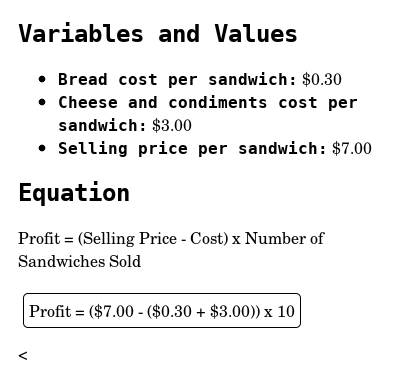 Variables and Values
• Bread cost per sandwich: $0.30
• Cheese and condiments cost per
sandwich: $3.00
• Selling price per sandwich: $7.00
Equation
Profit = (Selling Price - Cost) x Number of
Sandwiches Sold
Profit = ($7.00 - ($0.30 + $3.00)) x 10
<